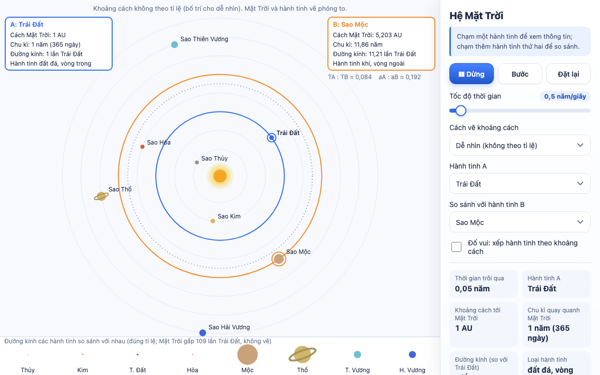 Khoảng cách không theo tỉ lệ (bố trí cho dễ nhìn). Mặt Trời và hành tinh vẽ phóng to.
A: Trái Đất
Cách Mặt Trời: 1 AU
Chu kì: 1 năm (365 ngày)
Đường kính: 1 lần Trái Đất
Hành tinh đất đá, vòng trong
B: Sao Mộc
Cách Mặt Trời: 5,203 AU
Chu kì: 11,86 năm
Đường kính: 11,21 lần Trái Đất
Hành tinh khí, vòng ngoài
TA : TB = 0,084 aA : aB = 0,192
Sao Thiên Vương
Trái Đất
Sao Hỏa
Sao Thủy
Sao Thổ
Sao Kim
Sao Mộc
Sao Hải Vương
Đường kính các hành tinh so sánh với nhau (đúng tỉ lệ, Mặt Trời gấp 109 lần Trái Đất, không vẽ)
Thủy
Kim
T. Đất
Hỏa
Mộc
Thổ
T. Vương
H. Vương
Hệ Mặt Trời
Chạm một hành tinh để xem thông tin;
chạm thêm hành tinh thứ hai để so sánh.
Dừng
Bước
Đặt lại
Tốc độ thời gian
0,5 năm/giây
Cách vẽ khoảng cách
Dễ nhìn (không theo tỉ lệ)
Hành tinh A
Trái Đất
So sánh với hành tinh B
Sao Mộc
Đố vui: xếp hành tinh theo khoảng
cách
Thời gian trôi qua
0,05 năm
Hành tinh A
Trái Đất
Khoảng cách tới
Mặt Trời
1 AU
Chu kì quay quanh
Mặt Trời
1 năm (365
ngày)
Đường kính (so với
Trái Đất)
Loại hành tinh
đất đá, vòng